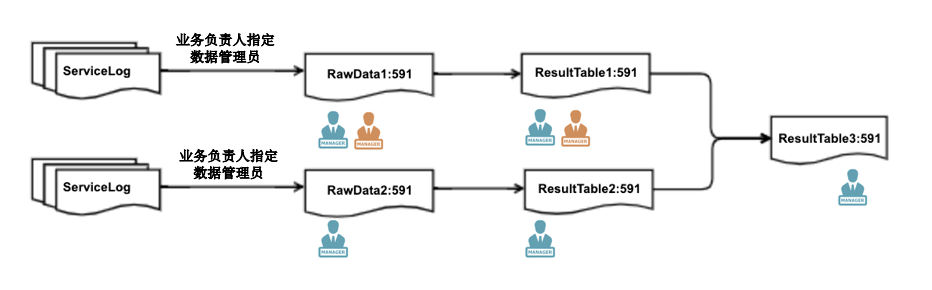 业务负责人指定
数据管理员
ServiceLog
RawData1:591
ResultTable1:591
MANAGER
MANAGER
MANAGER
MANAGER
ResultTable3:591
业务负责人指定
数据管理员
ServiceLog
RawData2:591
ResultTable2:591
MANAGER
MANAGER
MANAGER